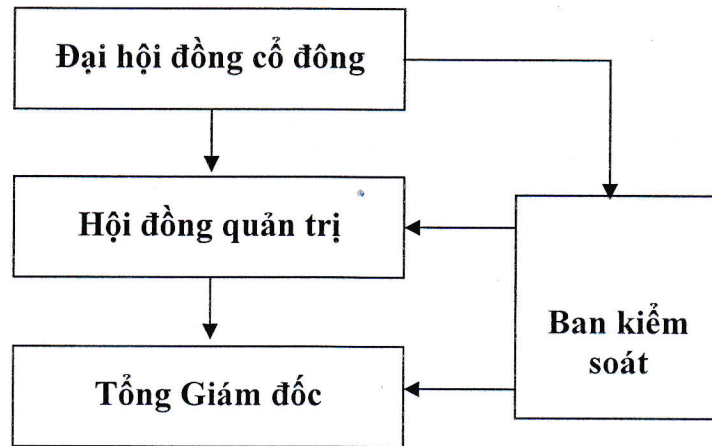 Đại hội đồng cổ đông
Hội đồng quản trị
Ban kiểm
soát
Tổng Giám đốc